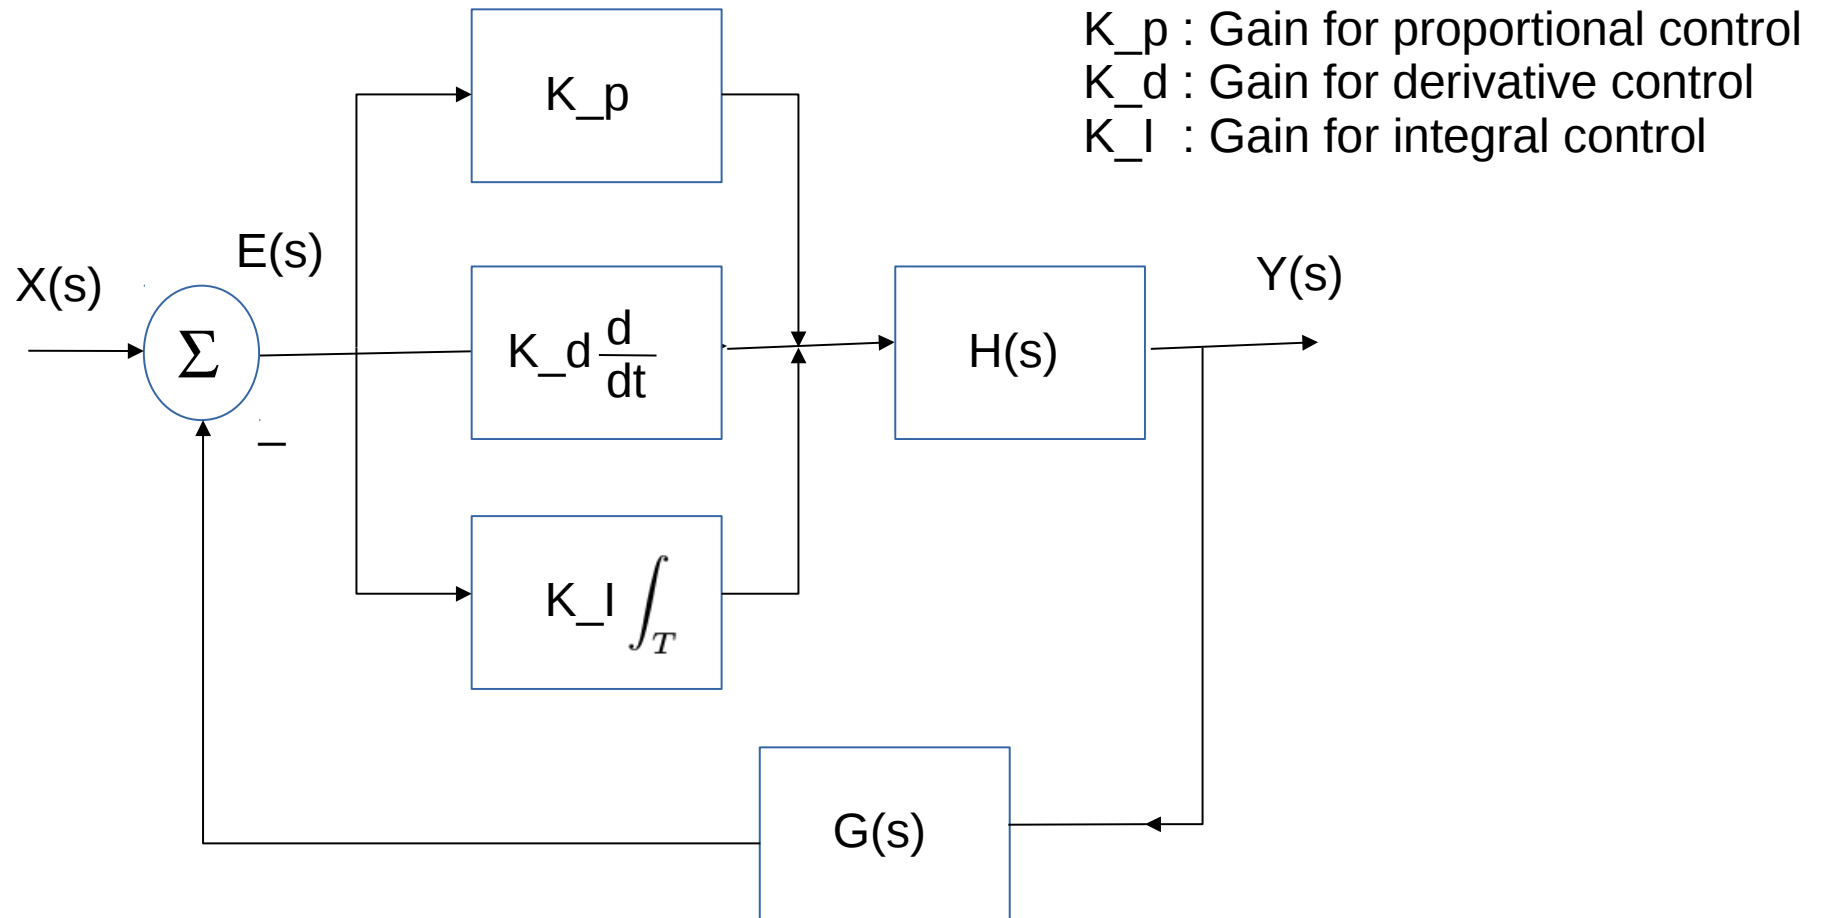 K_p : Gain for proportional control
K_d : Gain for derivative control
K_I : Gain for integral control
K_p
E(s)
X(s)
Σ
K_d d/dt
H(s)
Y(s)
_
K_I ∫_T
G(s)